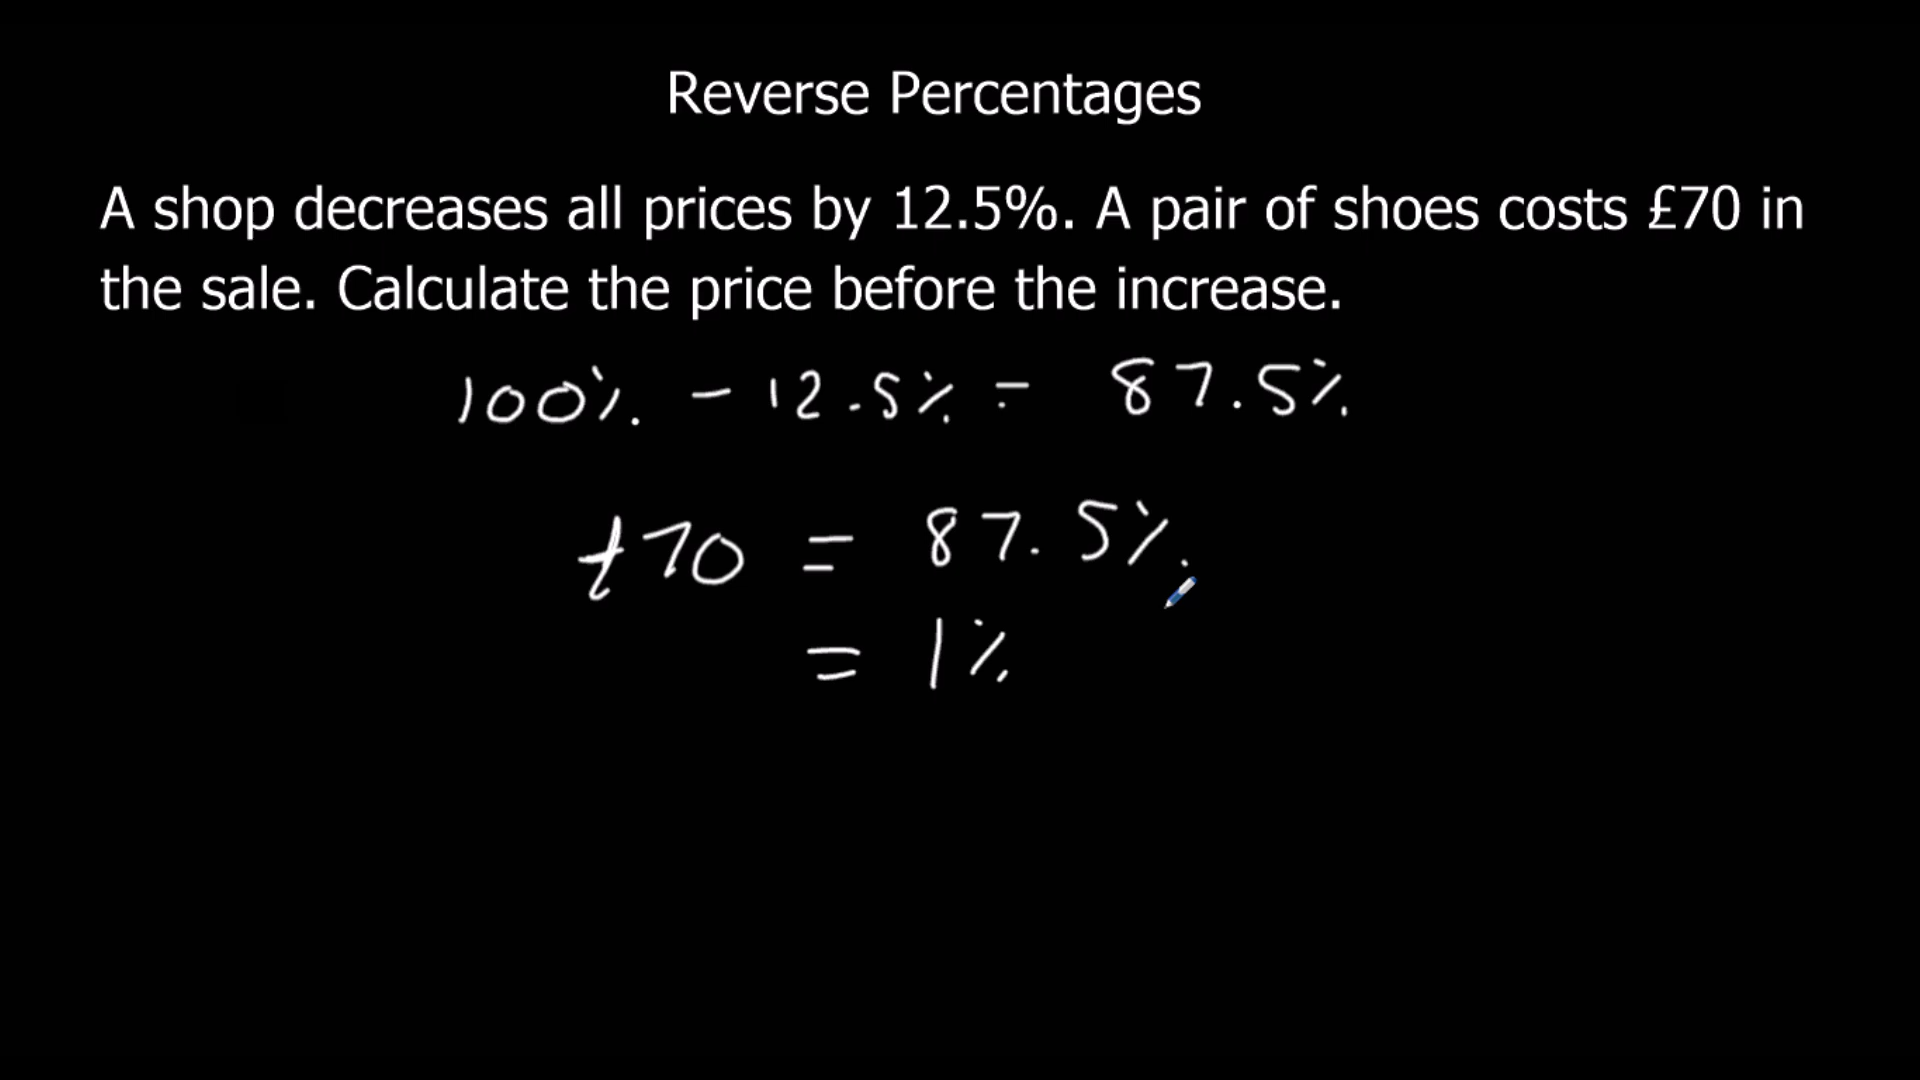 Reverse Percentages
A shop decreases all prices by 12.5%. A pair of shoes costs £70 in
the sale. Calculate the price before the increase.
100% - 12.5% = 87.5%
£70 = 87.5%
= 1%